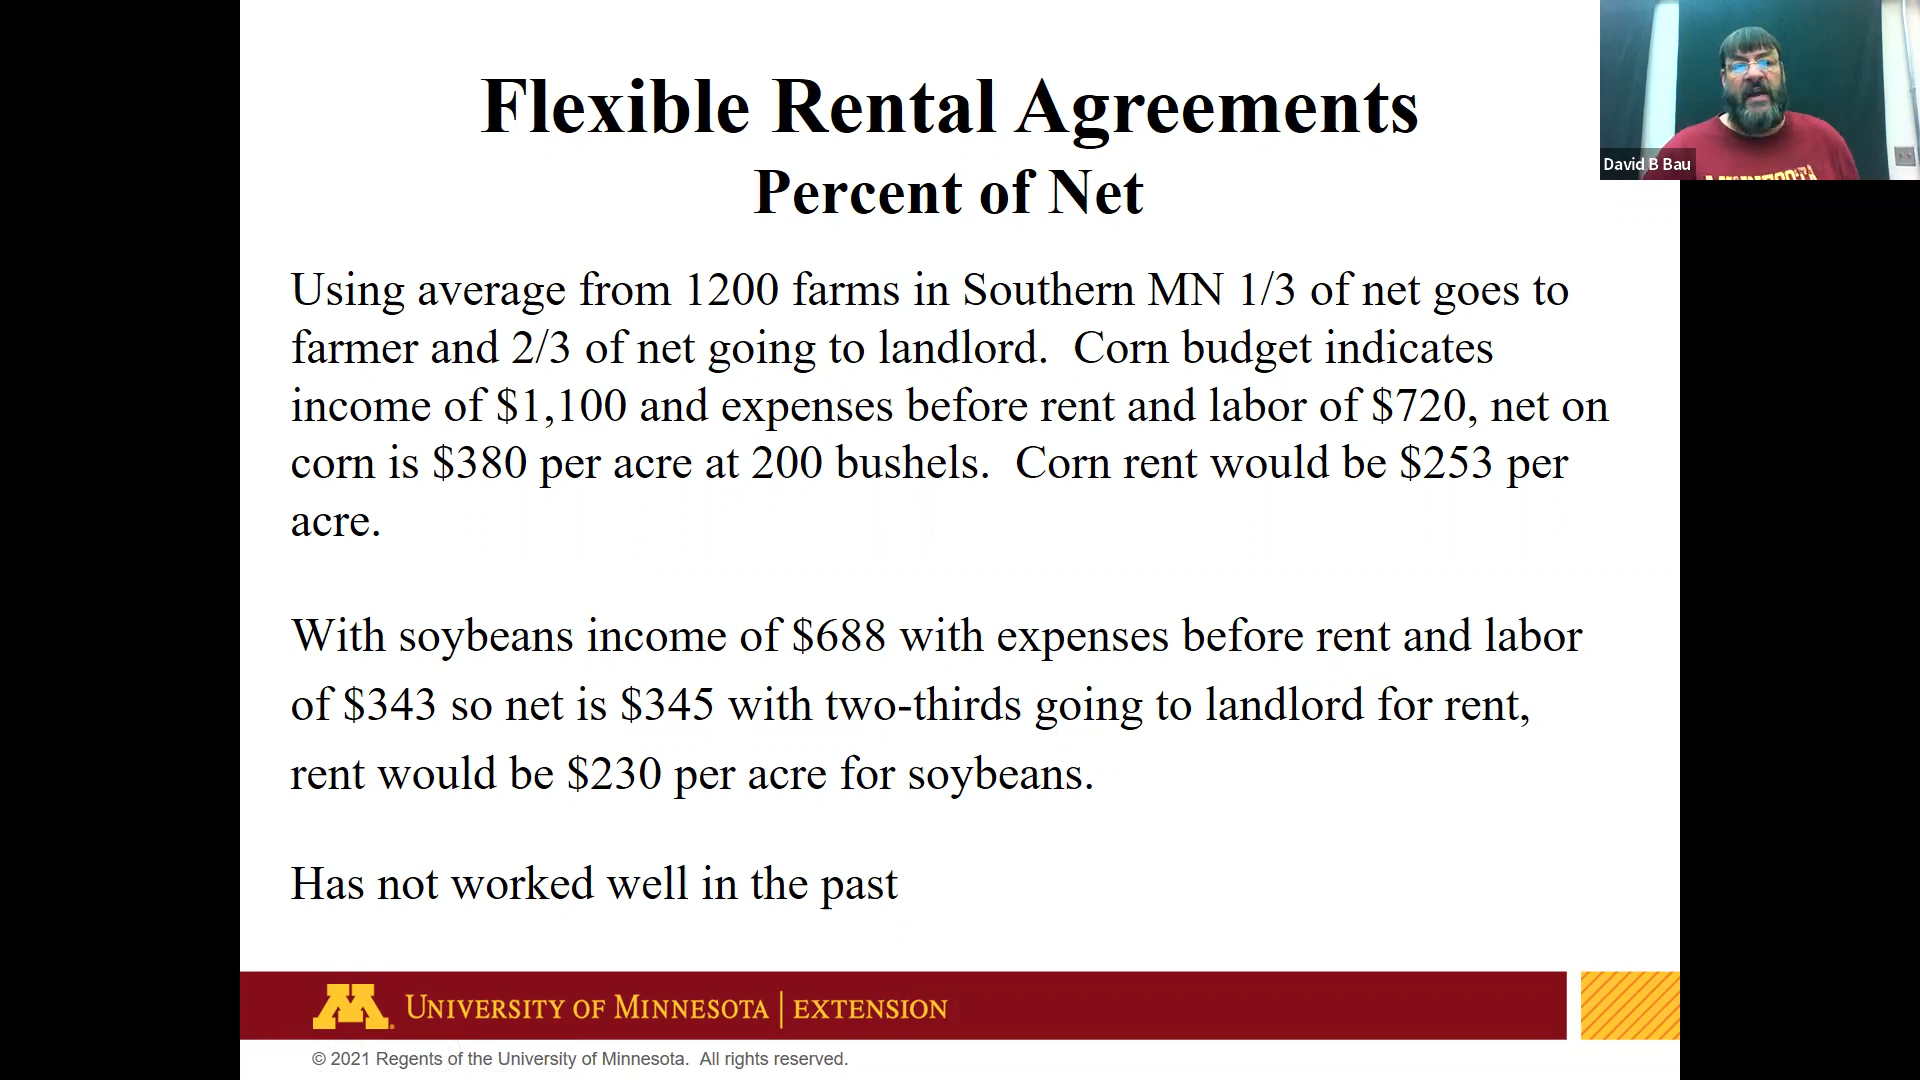 Flexible Rental Agreements
Percent of Net
Using average from 1200 farms in Southern MN 1/3 of net goes to
farmer and 2/3 of net going to landlord.  Corn budget indicates
income of $1,100 and expenses before rent and labor of $720, net on
corn is $380 per acre at 200 bushels.  Corn rent would be $253 per
acre.
With soybeans income of $688 with expenses before rent and labor
of $343 so net is $345 with two-thirds going to landlord for rent,
rent would be $230 per acre for soybeans.
Has not worked well in the past
M. UNIVERSITY OF MINNESOTA | EXTENSION
© 2021 Regents of the University of Minnesota.  All rights reserved.
David B Bau
MINNESOTA